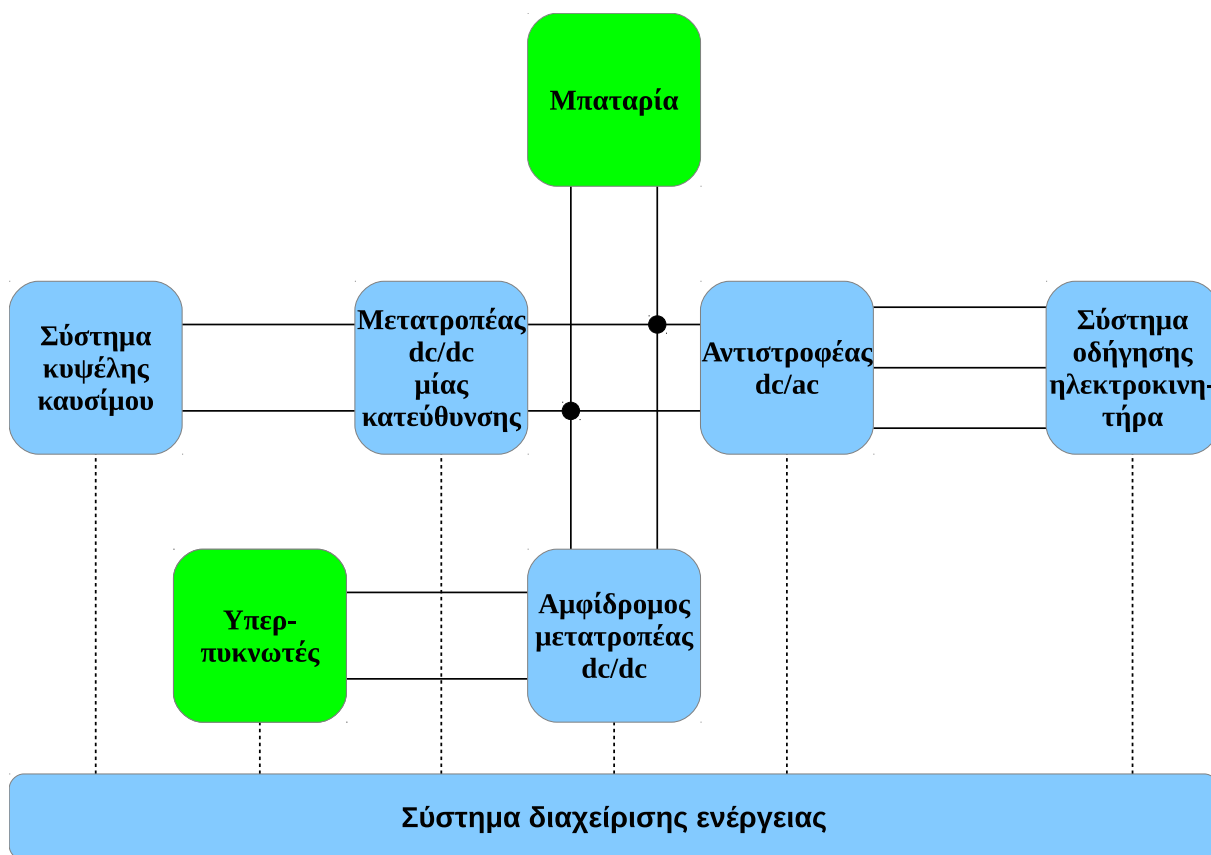 Μπαταρία
Σύστημα
κυψέλης
καυσίμου
Μετατροπέας
dc/dc
μίας
κατεύθυνσης
Αντιστροφέας
dc/ac
Σύστημα
οδήγησης
ηλεκτροκινη-
τήρα
Υπερ-
πυκνωτές
Αμφίδρομος
μετατροπέας
dc/dc
Σύστημα διαχείρισης ενέργειας